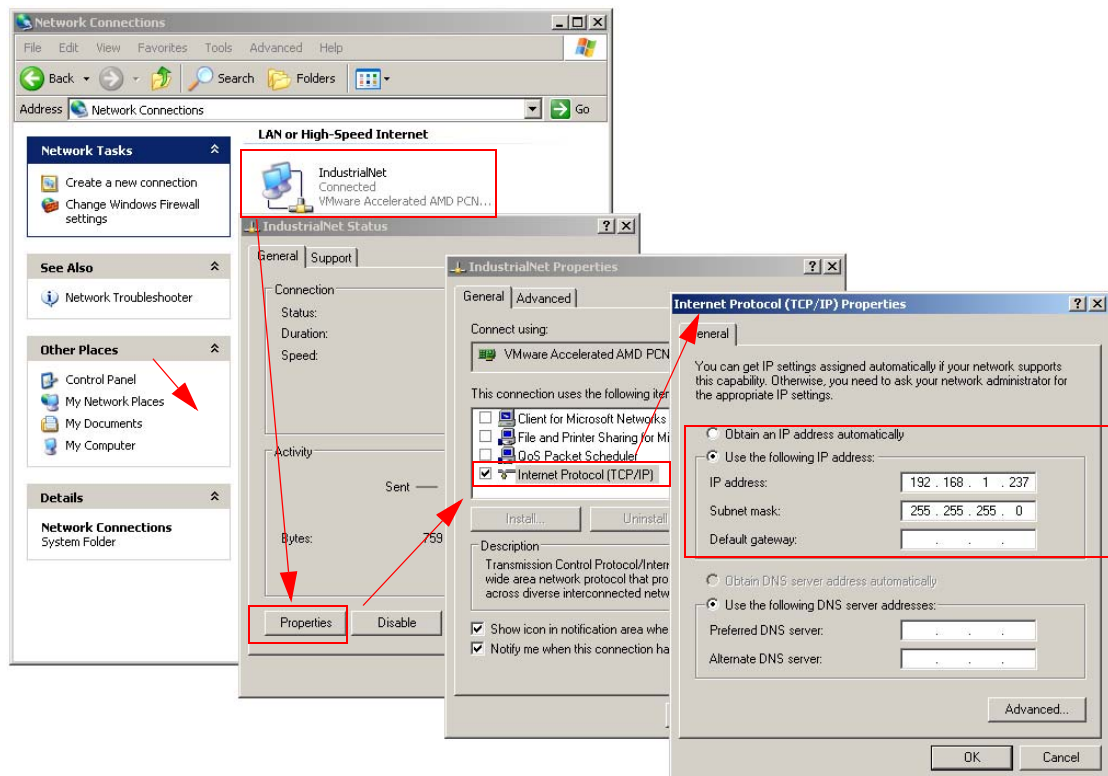 Network Connections
File Edit View Favorites Tools Advanced Help
Back Search Folders
Address Network Connections Go
Network Tasks
Create a new connection
Change Windows Firewall
settings
See Also
Network Troubleshooter
Other Places
Control Panel
My Network Places
My Documents
My Computer
Details
Network Connections
System Folder
LAN or High-Speed Internet
IndustrialNet
Connected
VMware Accelerated AMD PCN...
IndustrialNet Status
General Support
Connection
Status:
Duration:
Speed:
Activity
Sent
Bytes: 759
Properties Disable
IndustrialNet Properties
General Advanced
Connect using:
VMware Accelerated AMD PCN
This connection uses the following iter
Client for Microsoft Networks
File and Printer Sharing for Mi
QoS Packet Scheduler
Internet Protocol (TCP/IP)
Install... Uninstall
Description
Transmission Control Protocol/Inter
wide area network protocol that pro
across diverse interconnected netw
Show icon in notification area whe
Notify me when this connection ha
Internet Protocol (TCP/IP) Properties
General
You can get IP settings assigned automatically if your network supports
this capability. Otherwise, you need to ask your network administrator for
the appropriate IP settings.
Obtain an IP address automatically
Use the following IP address:
IP address: 192 . 168 . 1 . 237
Subnet mask: 255 . 255 . 255 . 0
Default gateway: . . .
Obtain DNS server address automatically
Use the following DNS server addresses:
Preferred DNS server: . . .
Alternate DNS server: . . .
Advanced...
OK Cancel